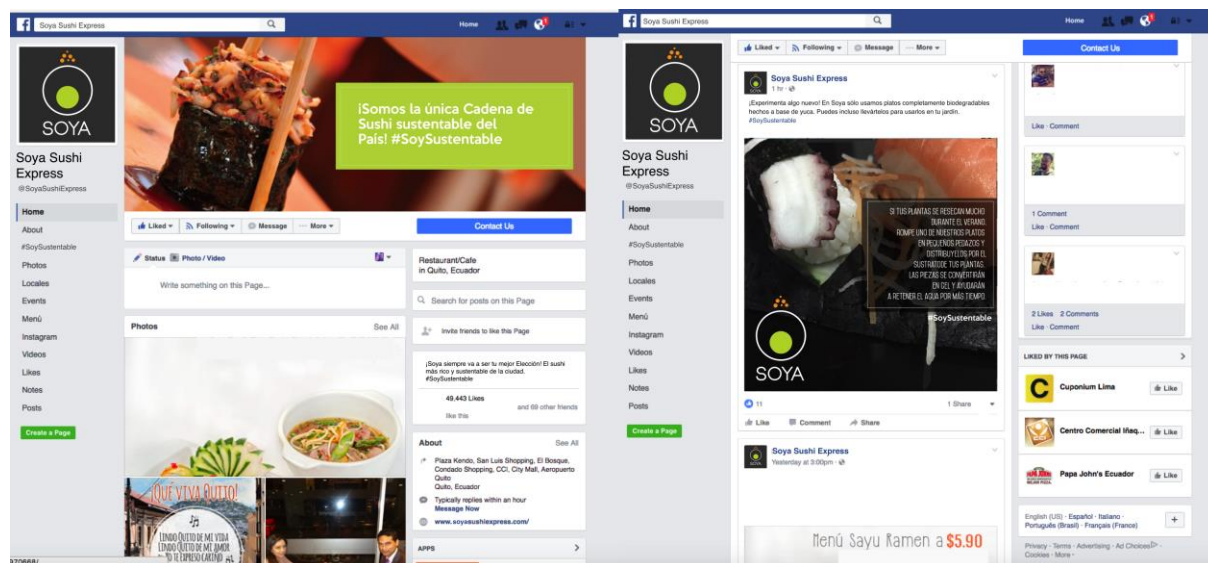 Soya Sushi Express
Home
SOYA
Soya Sushi
Express
@SoyaSushiExpress
Home
About
#SoySustentable
Photos
Locales
Events
Menú
Instagram
Videos
Likes
Notes
Posts
Create a Page
¡Somos la única Cadena de
Sushi sustentable del
País! #SoySustentable
Liked
Following
Message
More
Contact Us
Status
Photo / Video
Write something on this Page...
Photos
See All
¡QUÉ VIVA QUITO!
LINDO QUITO DE MI VIDA
LINDO QUITO DE MI AMOR
Restaurant/Cafe
in Quito, Ecuador
Search for posts on this Page
Invite friends to like this Page
¡Soya siempre va a ser tu mejor Elección! El sushi
más rico y sustentable de la ciudad.
#SoySustentable
49,443 Likes
and 69 other friends
like this
About
See All
Plaza Kendo, San Luis Shopping, El Bosque,
Condado Shopping, CCI, City Mall, Aeropuerto
Quito
Quito, Ecuador
Typically replies within an hour
Message Now
www.soyasushiexpress.com/
APPS
Soya Sushi Express
Home
SOYA
Soya Sushi
Express
@SoyaSushiExpress
Home
About
#SoySustentable
Photos
Locales
Events
Menú
Instagram
Videos
Likes
Notes
Posts
Create a Page
Liked
Following
Message
More
Contact Us
Soya Sushi Express
1 hr
¡Experimenta algo nuevo! En Soya sólo usamos platos completamente biodegradables
hechos a base de yuca. Puedes incluso llevártelos para usarlos en tu jardín.
#SoySustentable
SI TUS PLANTAS SE RESECAN MUCHO
DURANTE EL VERANO
ROMPE UNO DE NUESTROS PLATOS
EN PEQUEÑOS PEDAZOS Y
DISTRIBUYELOS POR EL
SUSTRATODE TUS PLANTAS.
LAS PIEZAS SE CONVERTIRÁN
EN GEL Y AYUDARÁN
A RETENER EL AGUA POR MÁS TIEMPO
#SoySustentable
SOYA
11
1 Share
Like
Comment
Share
Soya Sushi Express
Yesterday at 3:00pm
Menú Sayu Ramen a $5.90
Like · Comment
1 Comment
Like · Comment
2 Likes 2 Comments
Like · Comment
LIKED BY THIS PAGE
Cuponium Lima
Like
Centro Comercial Iñaq...
Like
Papa John's Ecuador
Like
English (US) · Español · Italiano ·
Português (Brasil) · Français (France)
Privacy · Terms · Advertising · Ad Choices
Cookies · More